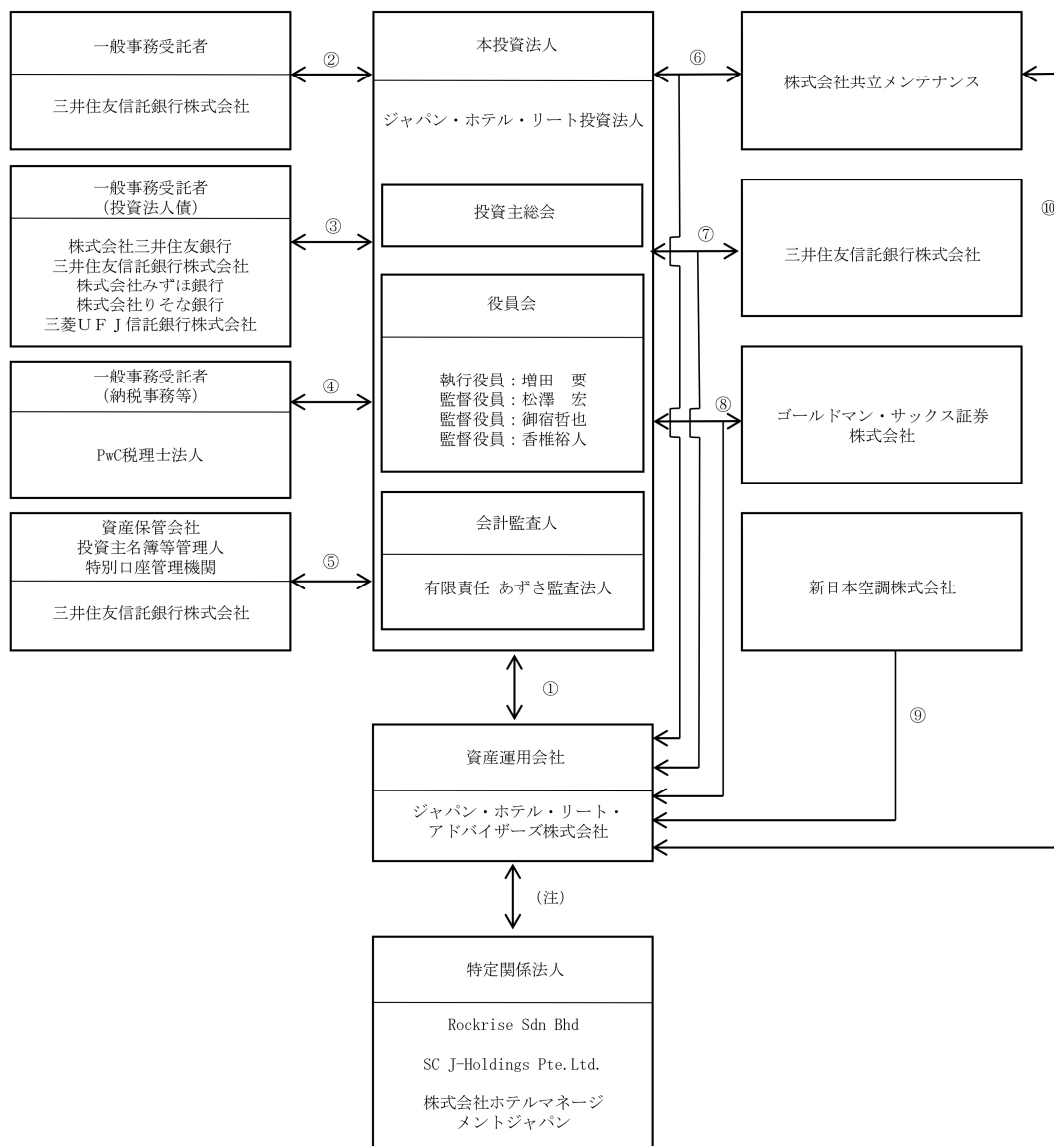 一般事務受託者
三井住友信託銀行株式会社
②
一般事務受託者
(投資法人債)
株式会社三井住友銀行
三井住友信託銀行株式会社
株式会社みずほ銀行
株式会社りそな銀行
三菱UFJ信託銀行株式会社
③
一般事務受託者
(納税事務等)
PwC税理士法人
④
資産保管会社
投資主名簿等管理人
特別口座管理機関
三井住友信託銀行株式会社
⑤
本投資法人
ジャパン・ホテル・リート投資法人
投資主総会
役員会
執行役員：増田　要
監督役員：松澤　宏
監督役員：御宿哲也
監督役員：香椎裕人
会計監査人
有限責任 あずさ監査法人
⑥
株式会社共立メンテナンス
⑦
三井住友信託銀行株式会社
⑧
ゴールドマン・サックス証券
株式会社
新日本空調株式会社
⑨
⑩
①
資産運用会社
ジャパン・ホテル・リート・
アドバイザーズ株式会社
(注)
特定関係法人
Rockrise Sdn Bhd
SC J-Holdings Pte.Ltd.
株式会社ホテルマネージ
メントジャパン